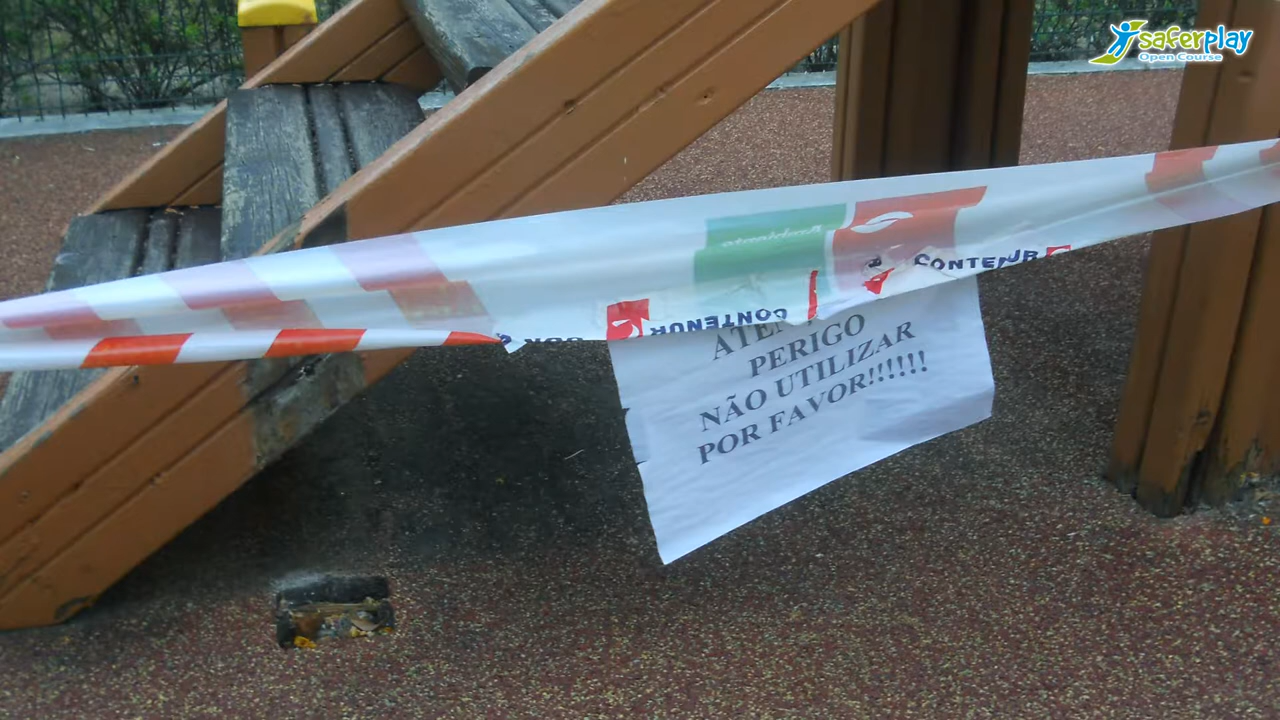 saferplay
Open Course
CONTENUR
CONTENUR
PERIGO
NÃO UTILIZAR
POR FAVOR!!!!!!